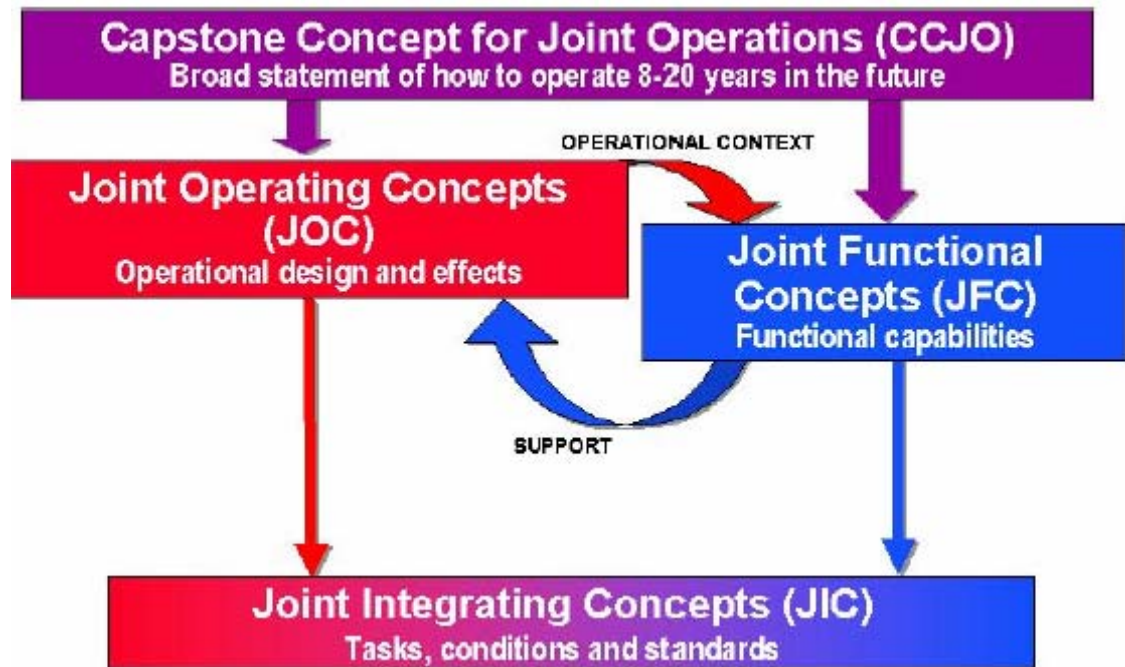 Capstone Concept for Joint Operations (CCJO)
Broad statement of how to operate 8-20 years in the future
OPERATIONAL CONTEXT
Joint Operating Concepts
(JOC)
Operational design and effects
Joint Functional
Concepts (JFC)
Functional capabilities
SUPPORT
Joint Integrating Concepts (JIC)
Tasks, conditions and standards